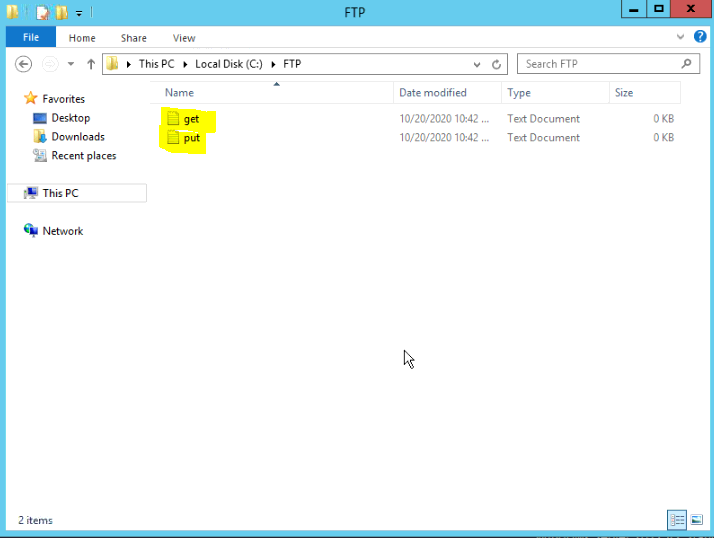 FTP
File Home Share View
This PC Local Disk (C:) FTP Search FTP
Name Date modified Type Size
Favorites
Desktop
Downloads
Recent places
This PC
Network
get 10/20/2020 10:42 ... Text Document 0 KB
put 10/20/2020 10:42 ... Text Document 0 KB
2 items